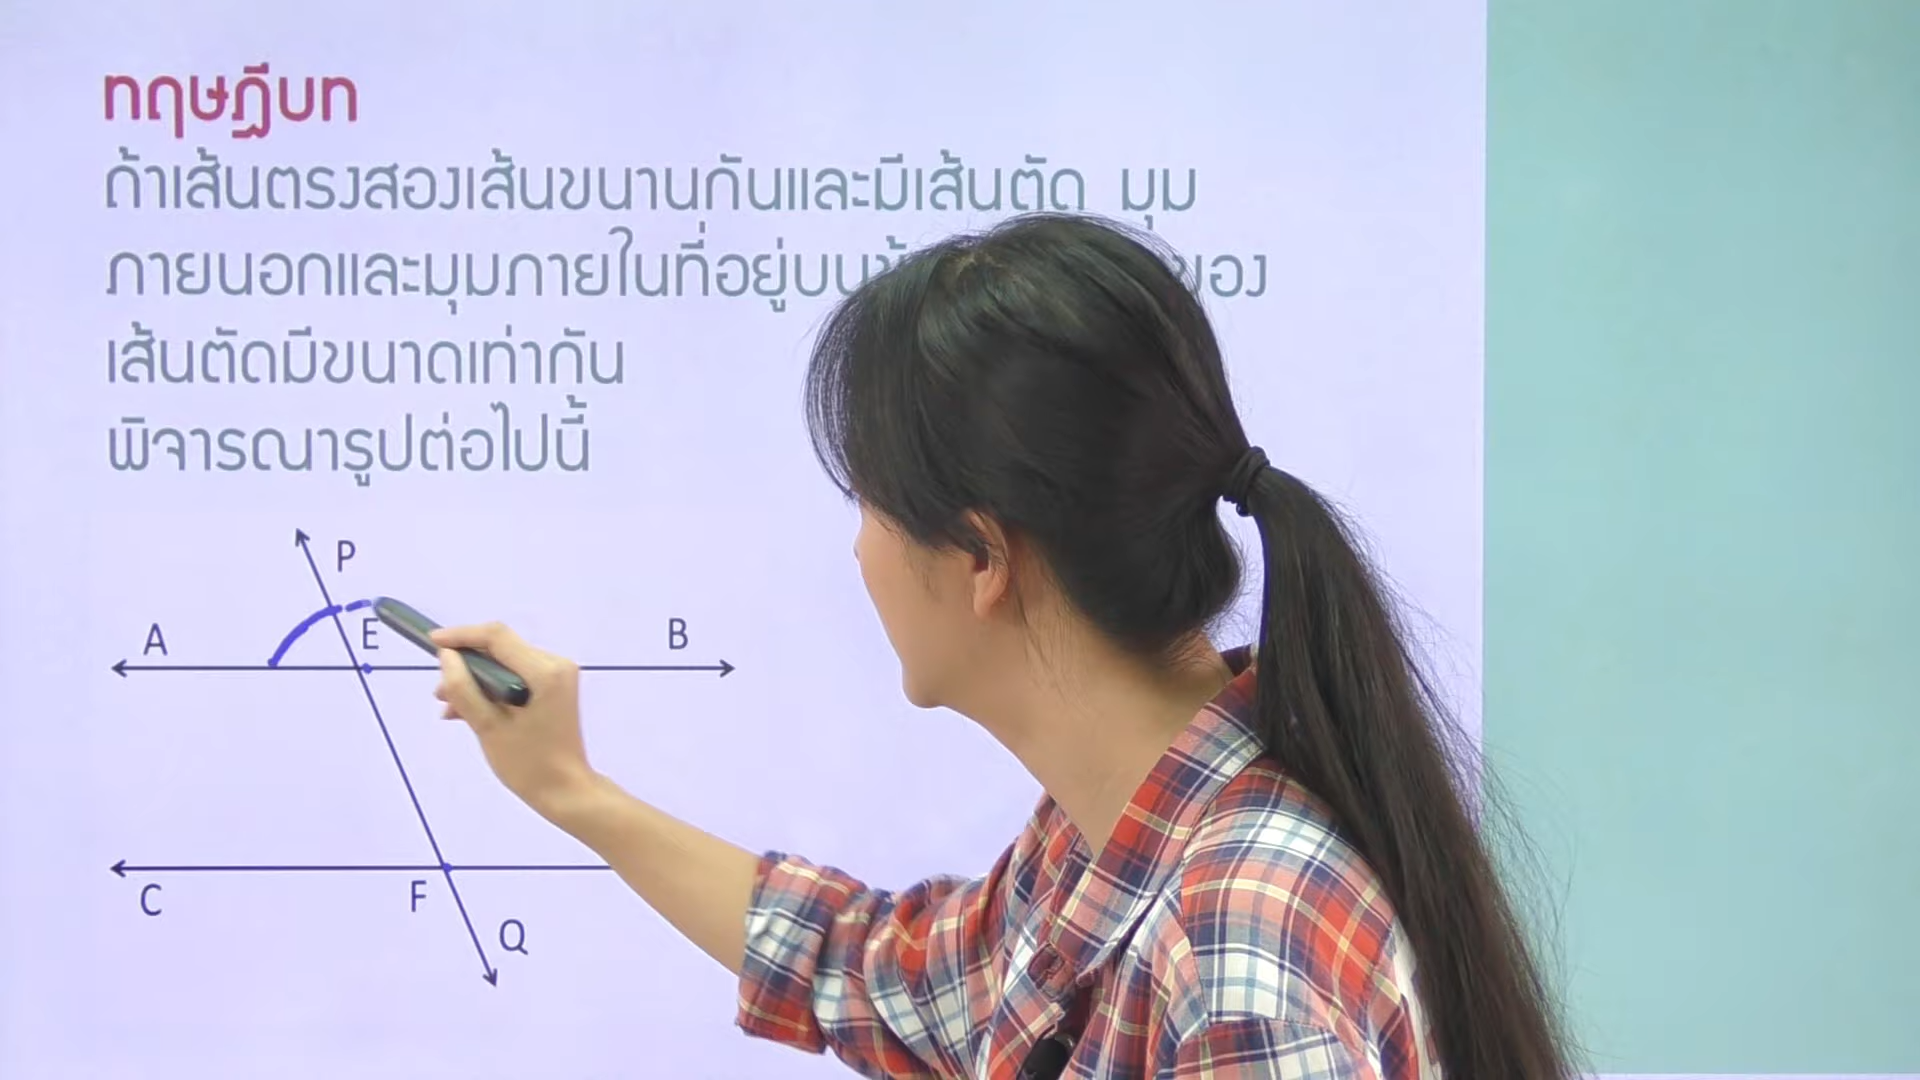 ทฤษฎีบท
ถ้าเส้นตรงสองเส้นขนานกันและมีเส้นตัด มุม
ภายนอกและมุมภายในที่อยู่บนข้าง ของ
เส้นตัดมีขนาดเท่ากัน
พิจารณารูปต่อไปนี้
P
A E B
C F
Q